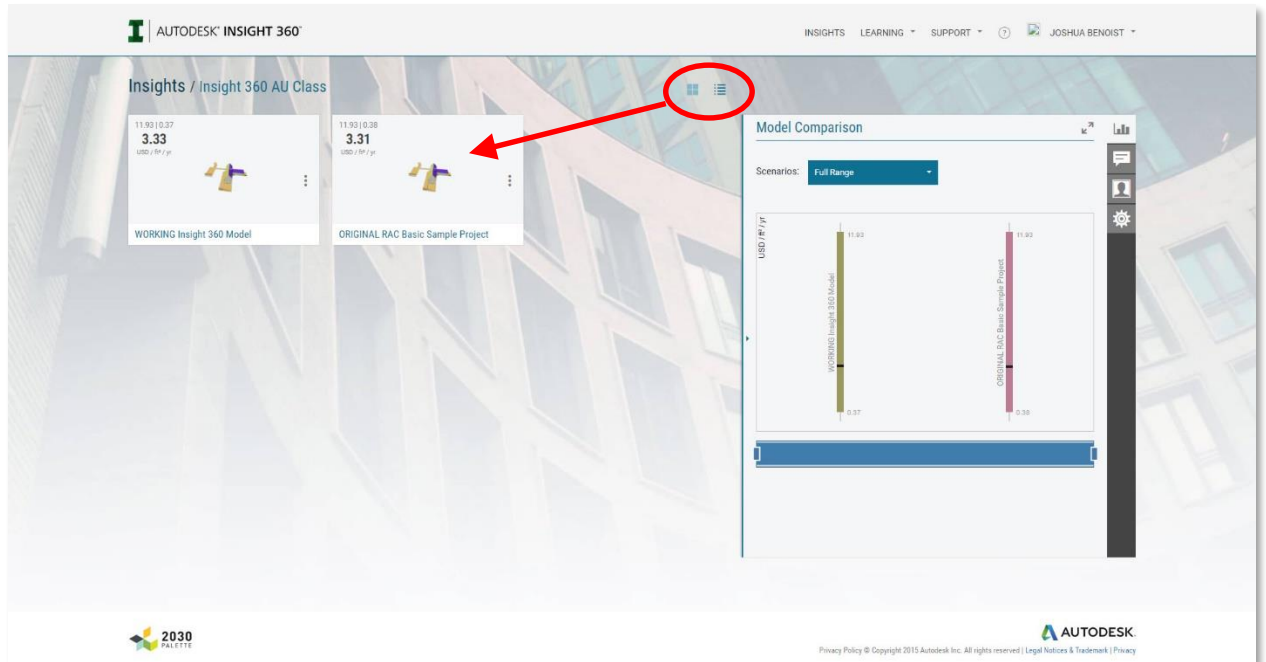 AUTODESK® INSIGHT 360™
INSIGHTS LEARNING SUPPORT ? JOSHUA BENOIST
Insights / Insight 360 AU Class
11.93 | 0.37
3.33
USD / ft² / yr
WORKING Insight 360 Model
11.93 | 0.38
3.31
USD / ft² / yr
ORIGINAL RAC Basic Sample Project
Model Comparison
Scenarios: Full Range
USD / ft² / yr
11.93
WORKING Insight 360 Model
0.37
11.93
ORIGINAL RAC Basic Sample Project
0.38
2030
PALETTE
AUTODESK.
Privacy Policy © Copyright 2015 Autodesk Inc. All rights reserved | Legal Notices & Trademark | Privacy